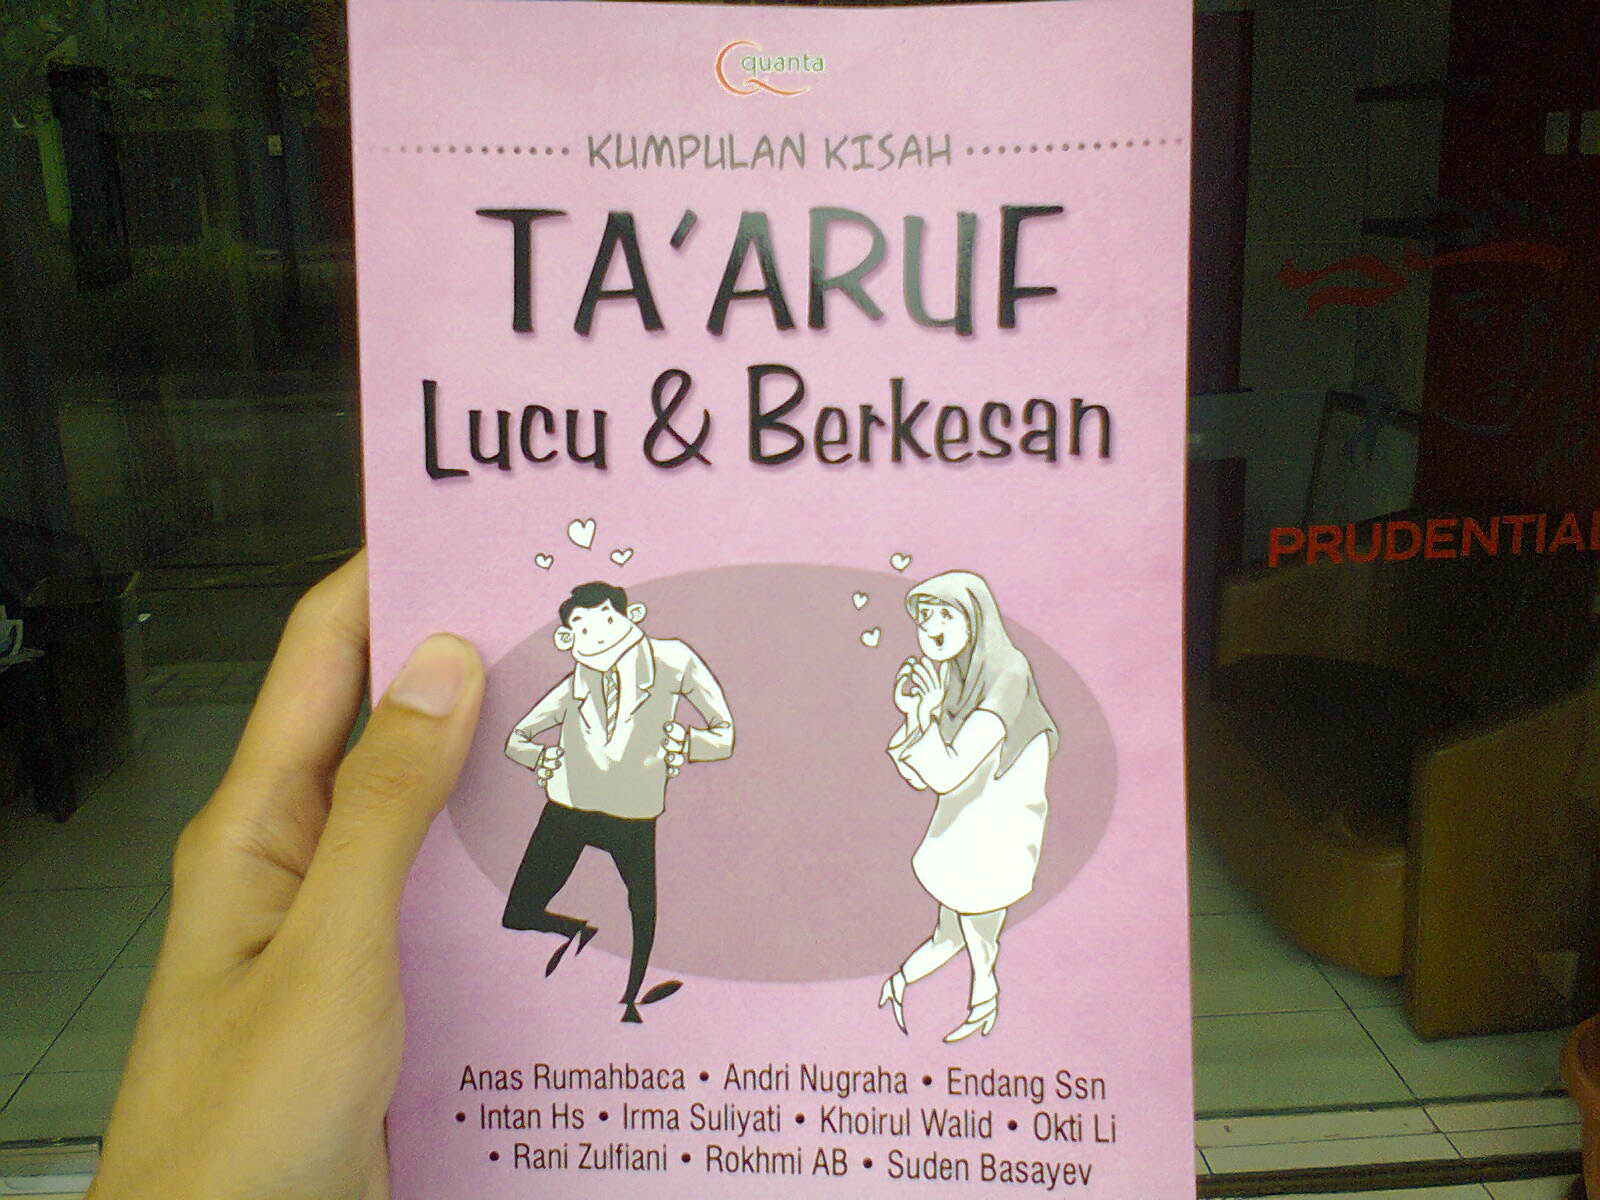 quanta
KUMPULAN KISAH
TA'ARUF
Lucu & Berkesan
PRUDENTIAL
Anas Rumahbaca • Andri Nugraha • Endang Ssn
• Intan Hs • Irma Suliyati • Khoirul Walid • Okti Li
• Rani Zulfiani • Rokhmi AB • Suden Basayev